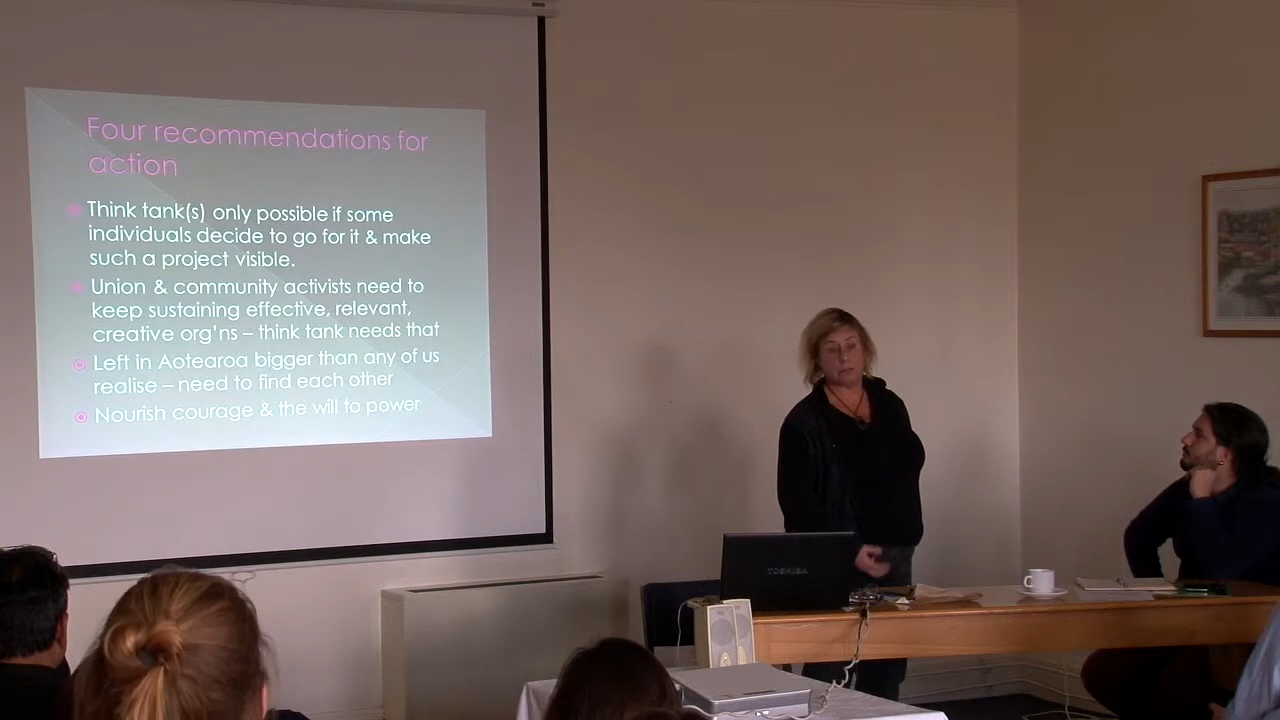 Four recommendations for
action
Think tank(s) only possible if some
individuals decide to go for it & make
such a project visible.
Union & community activists need to
keep sustaining effective, relevant,
creative org'ns – think tank needs that
Left in Aotearoa bigger than any of us
realise – need to find each other
Nourish courage & the will to power
TOSHIBA